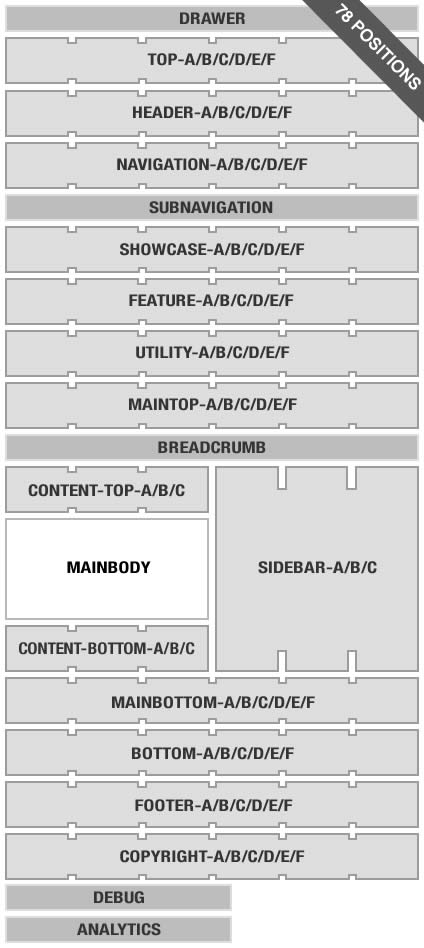 DRAWER
78 POSITIONS
TOP-A/B/C/D/E/F
HEADER-A/B/C/D/E/F
NAVIGATION-A/B/C/D/E/F
SUBNAVIGATION
SHOWCASE-A/B/C/D/E/F
FEATURE-A/B/C/D/E/F
UTILITY-A/B/C/D/E/F
MAINTOP-A/B/C/D/E/F
BREADCRUMB
CONTENT-TOP-A/B/C
MAINBODY
SIDEBAR-A/B/C
CONTENT-BOTTOM-A/B/C
MAINBOTTOM-A/B/C/D/E/F
BOTTOM-A/B/C/D/E/F
FOOTER-A/B/C/D/E/F
COPYRIGHT-A/B/C/D/E/F
DEBUG
ANALYTICS